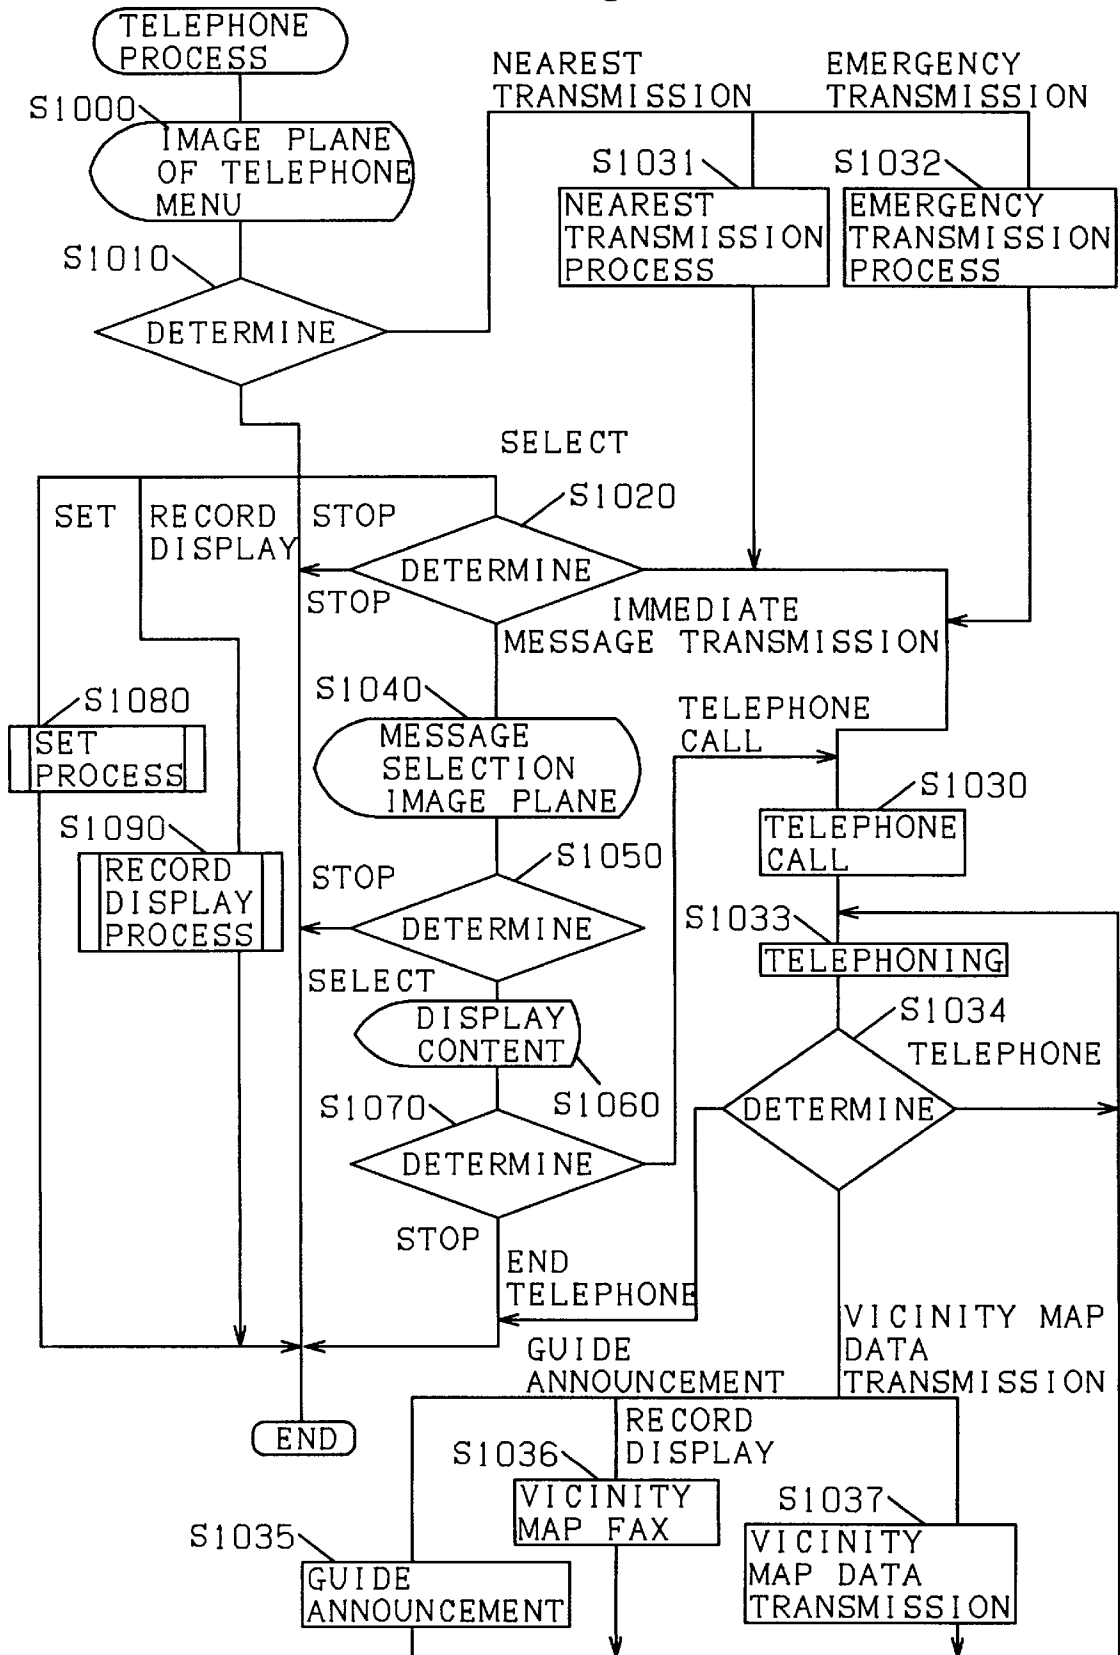 TELEPHONE
PROCESS
NEAREST
TRANSMISSION
EMERGENCY
TRANSMISSION
S1000
IMAGE PLANE
OF TELEPHONE
MENU
S1031
S1032
NEAREST
TRANSMISSION
PROCESS
EMERGENCY
TRANSMISSION
PROCESS
S1010
DETERMINE
SELECT
S1020
SET
RECORD
DISPLAY
STOP
DETERMINE
STOP
IMMEDIATE
MESSAGE TRANSMISSION
S1040
S1080
SET
PROCESS
MESSAGE
SELECTION
IMAGE PLANE
TELEPHONE
CALL
S1030
TELEPHONE
CALL
S1090
RECORD
DISPLAY
PROCESS
S1050
STOP
DETERMINE
S1033
TELEPHONING
SELECT
S1034
DISPLAY
CONTENT
TELEPHONE
S1060
S1070
DETERMINE
DETERMINE
STOP
END
TELEPHONE
VICINITY MAP
DATA
TRANSMISSION
GUIDE
ANNOUNCEMENT
END
RECORD
DISPLAY
S1036
VICINITY
MAP FAX
S1037
VICINITY
MAP DATA
TRANSMISSION
S1035
GUIDE
ANNOUNCEMENT